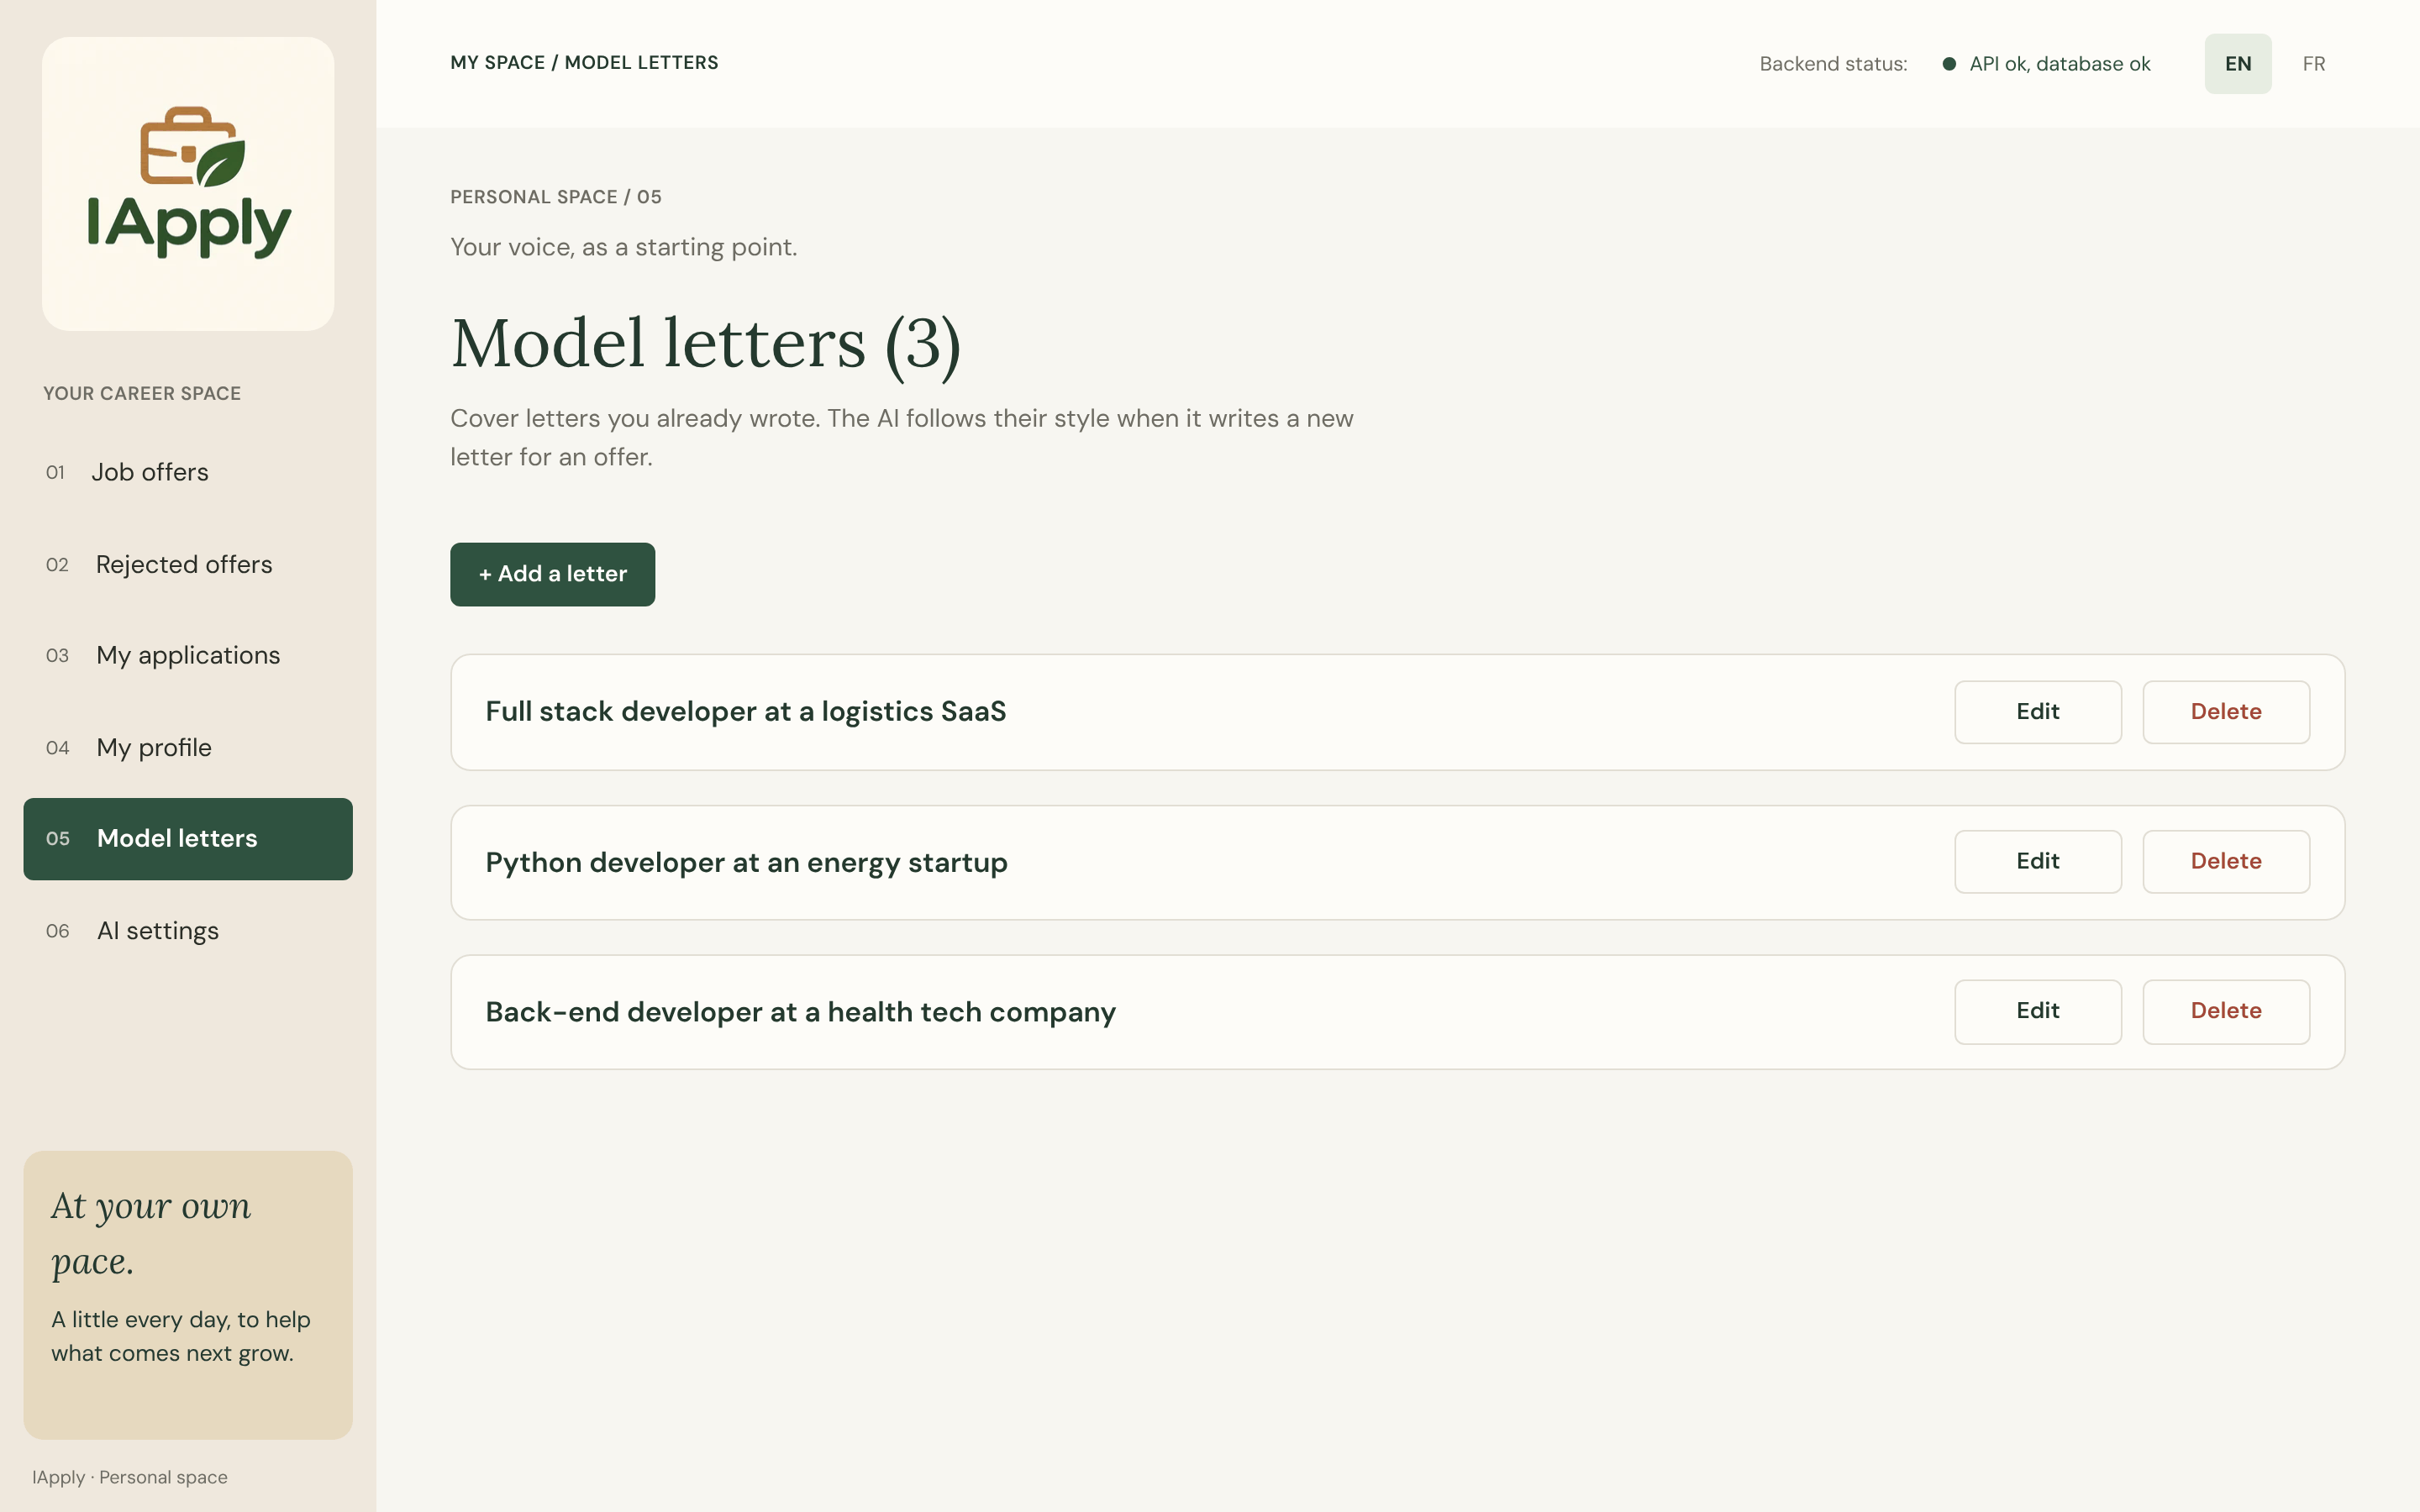 IApply
YOUR CAREER SPACE
01 Job offers
02 Rejected offers
03 My applications
04 My profile
05 Model letters
06 AI settings
At your own
pace.
A little every day, to help
what comes next grow.
IApply · Personal space
MY SPACE / MODEL LETTERS
Backend status: API ok, database ok EN FR
PERSONAL SPACE / 05
Your voice, as a starting point.
Model letters (3)
Cover letters you already wrote. The AI follows their style when it writes a new
letter for an offer.
+ Add a letter
Full stack developer at a logistics SaaS Edit Delete
Python developer at an energy startup Edit Delete
Back-end developer at a health tech company Edit Delete